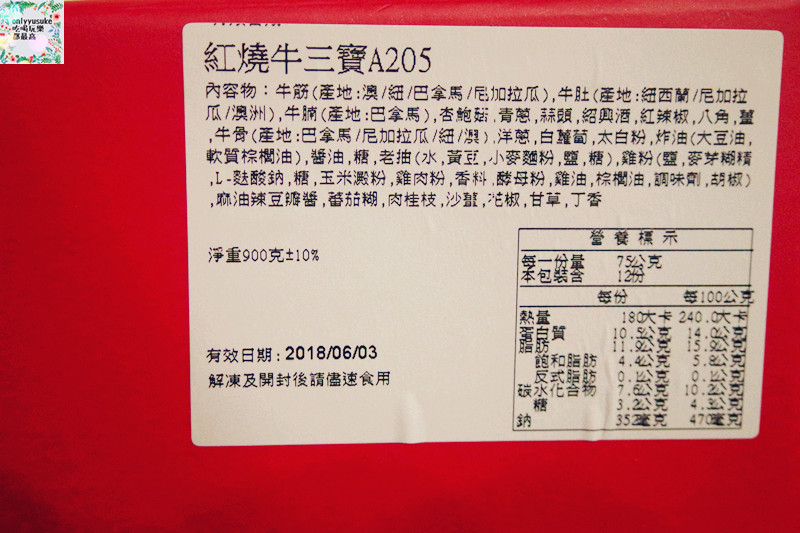 onlyyusuke
吃喝玩樂
部最高
紅燒牛三寶A205
內容物：牛筋(產地:澳/紐/巴拿馬/尼加拉瓜),牛肚(產地:紐西蘭/尼加拉
瓜/澳洲),牛腩(產地:巴拿馬),杏鮑菇,青蔥,蒜頭,紹興酒,紅辣椒,八角,薑
,牛骨(產地:巴拿馬/尼加拉瓜/紐/澳),洋蔥,白蘿蔔,太白粉,炸油(大豆油,
軟質棕櫚油),醬油,糖,老抽(水,黃豆,小麥麵粉,鹽,糖),雞粉(鹽,麥芽糊精
,L-麩酸鈉,糖,玉米澱粉,雞肉粉,香料,酵母粉,雞油,棕櫚油,調味劑,胡椒)
,麻油辣豆瓣醬,蕃茄糊,肉桂枝,沙薑,花椒,甘草,丁香
淨重900克±10%
有效日期：2018/06/03
解凍及開封後請儘速食用
營養標示
每一份量 75公克
本包裝含 12份
每份 每100公克
熱量 180大卡 240.0大卡
蛋白質 10.5公克 14.0公克
脂肪 11.9公克 15.9公克
飽和脂肪 4.4公克 5.8公克
反式脂肪 0.1公克 0.1公克
碳水化合物 7.6公克 10.2公克
糖 3.2公克 4.3公克
鈉 352毫克 470毫克